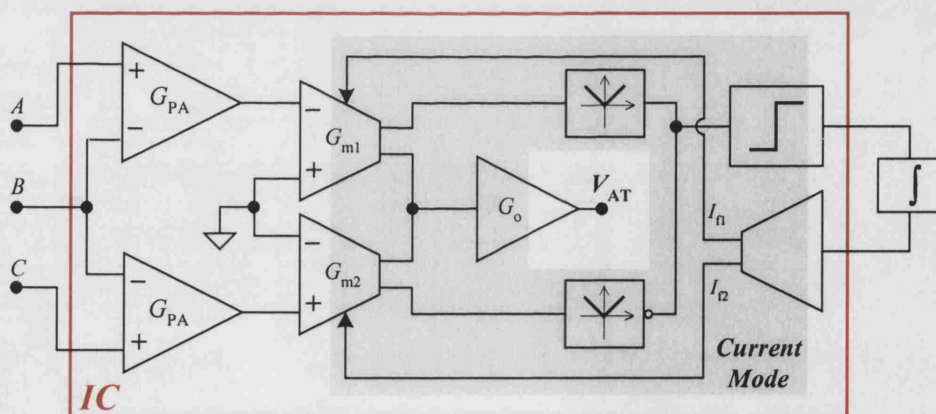 A
+
G_PA
−
−
G_m1
+
B
G_o
V_AT
I_f1
−
G_m2
+
I_f2
∫
C
−
G_PA
+
Current
Mode
IC